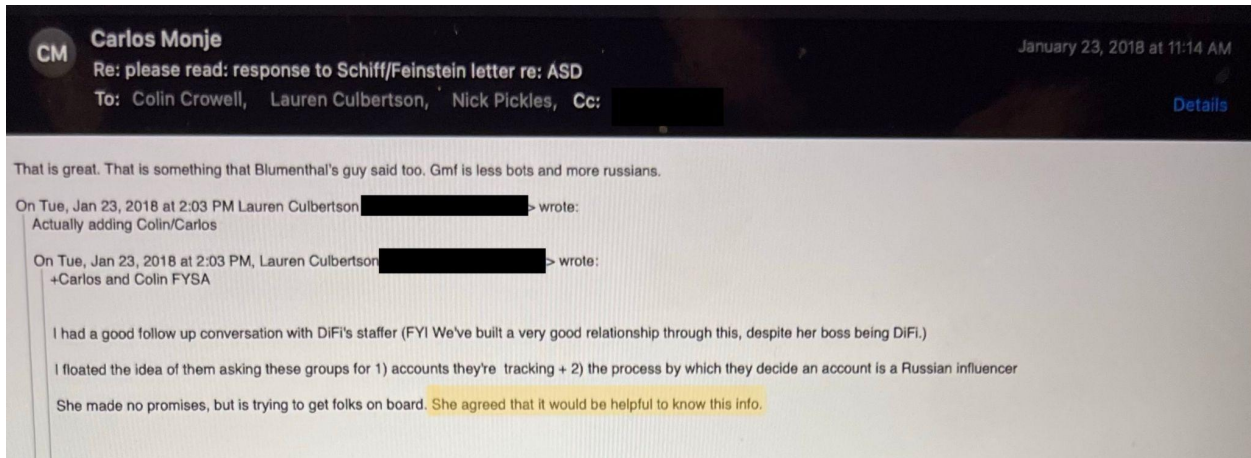 CM
Carlos Monje
January 23, 2018 at 11:14 AM
Re: please read: response to Schiff/Feinstein letter re: ASD
To: Colin Crowell, Lauren Culbertson, Nick Pickles, Cc:
Details
That is great. That is something that Blumenthal's guy said too. Gmf is less bots and more russians.
On Tue, Jan 23, 2018 at 2:03 PM Lauren Culbertson > wrote:
Actually adding Colin/Carlos
On Tue, Jan 23, 2018 at 2:03 PM, Lauren Culbertson > wrote:
+Carlos and Colin FYSA
I had a good follow up conversation with DiFi's staffer (FYI We've built a very good relationship through this, despite her boss being DiFi.)
I floated the idea of them asking these groups for 1) accounts they're tracking + 2) the process by which they decide an account is a Russian influencer
She made no promises, but is trying to get folks on board. She agreed that it would be helpful to know this info.